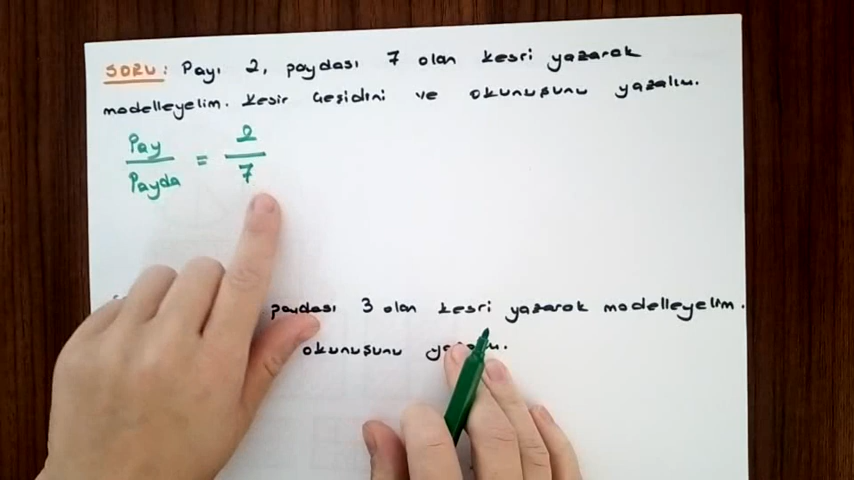 SORU: Payı 2, paydası 7 olan kesri yazarak
modelleyelim. Kesir çeşidini ve okunuşunu yazalım.
Pay = 2
Payda 7
paydası 3 olan kesri yazarak modelleyelim.
okunuşunu